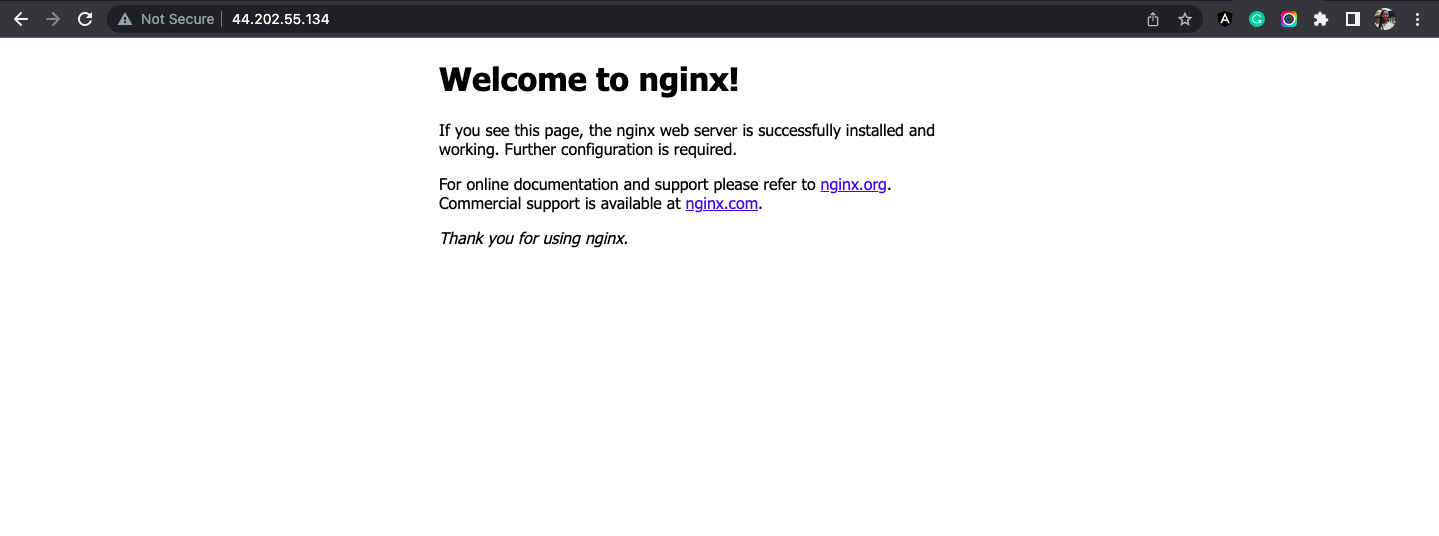 Not Secure 44.202.55.134
Welcome to nginx!
If you see this page, the nginx web server is successfully installed and
working. Further configuration is required.
For online documentation and support please refer to nginx.org.
Commercial support is available at nginx.com.
Thank you for using nginx.